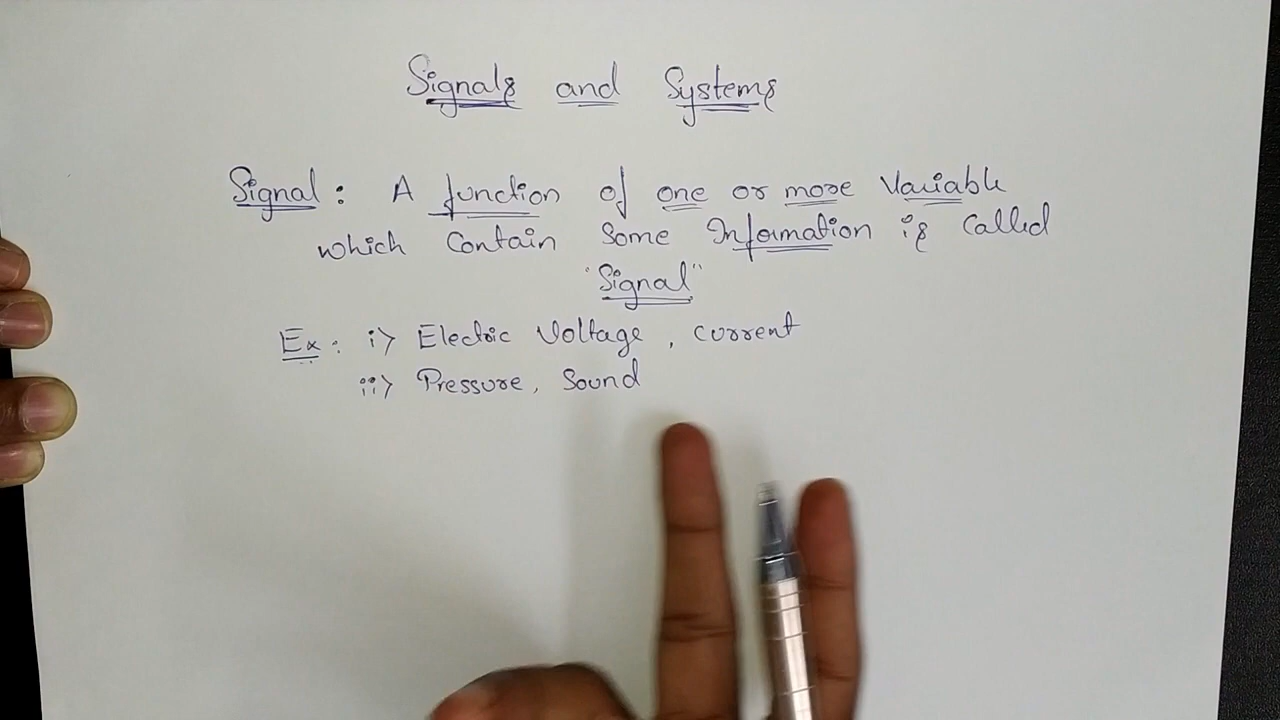 Signals and Systems
Signal : A function of one or more Variable
which Contain Some Information is Called
"Signal"
Ex : i> Electric Voltage , Current
ii> Pressure, Sound